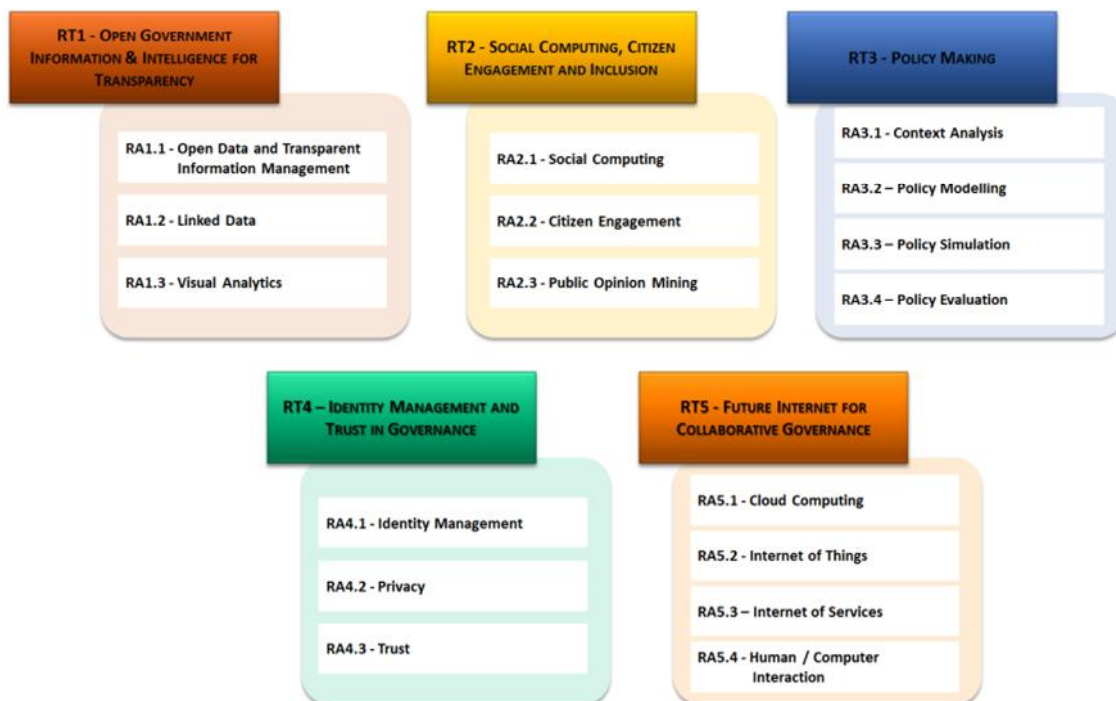 RT1 - OPEN GOVERNMENT
INFORMATION & INTELLIGENCE FOR
TRANSPARENCY
RA1.1 - Open Data and Transparent
Information Management
RA1.2 - Linked Data
RA1.3 - Visual Analytics
RT2 - SOCIAL COMPUTING, CITIZEN
ENGAGEMENT AND INCLUSION
RA2.1 - Social Computing
RA2.2 - Citizen Engagement
RA2.3 - Public Opinion Mining
RT3 - POLICY MAKING
RA3.1 - Context Analysis
RA3.2 – Policy Modelling
RA3.3 – Policy Simulation
RA3.4 – Policy Evaluation
RT4 – IDENTITY MANAGEMENT AND
TRUST IN GOVERNANCE
RA4.1 - Identity Management
RA4.2 - Privacy
RA4.3 - Trust
RT5 - FUTURE INTERNET FOR
COLLABORATIVE GOVERNANCE
RA5.1 - Cloud Computing
RA5.2 - Internet of Things
RA5.3 – Internet of Services
RA5.4 - Human / Computer
Interaction